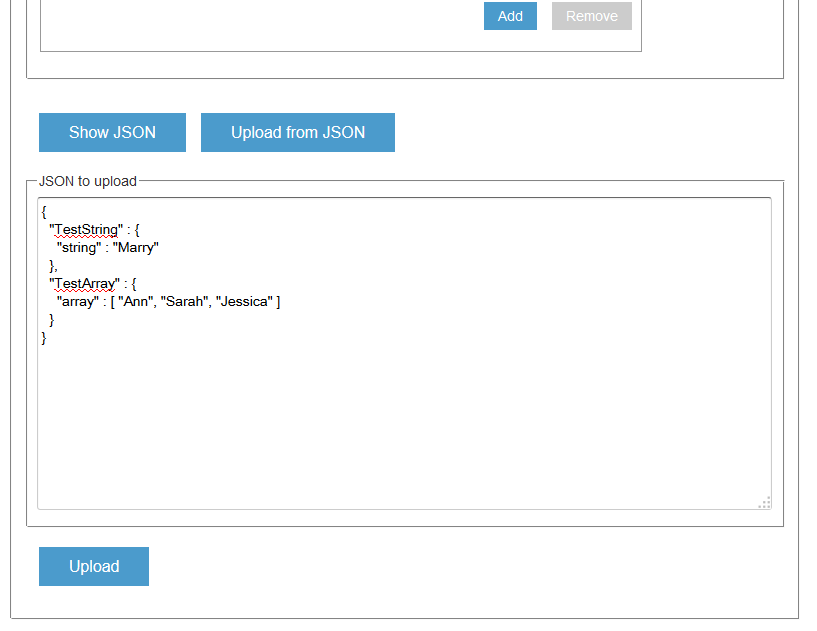 Add Remove
Show JSON Upload from JSON
JSON to upload
{
"TestString" : {
"string" : "Marry"
},
"TestArray" : {
"array" : [ "Ann", "Sarah", "Jessica" ]
}
}
Upload